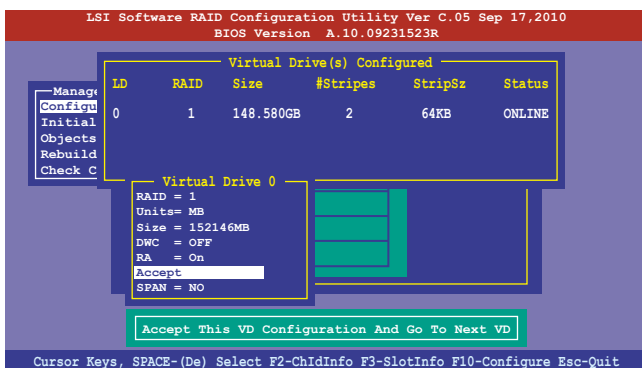 LSI Software RAID Configuration Utility Ver C.05 Sep 17,2010
BIOS Version A.10.09231523R
Virtual Drive(s) Configured
LD RAID Size #Stripes StripSz Status
0 1 148.580GB 2 64KB ONLINE
Manage
Configu
Initial
Objects
Rebuild
Check C
Virtual Drive 0
RAID = 1
Units= MB
Size = 152146MB
DWC = OFF
RA = On
Accept
SPAN = NO
Accept This VD Configuration And Go To Next VD
Cursor Keys, SPACE-(De) Select F2-ChIdInfo F3-SlotInfo F10-Configure Esc-Quit